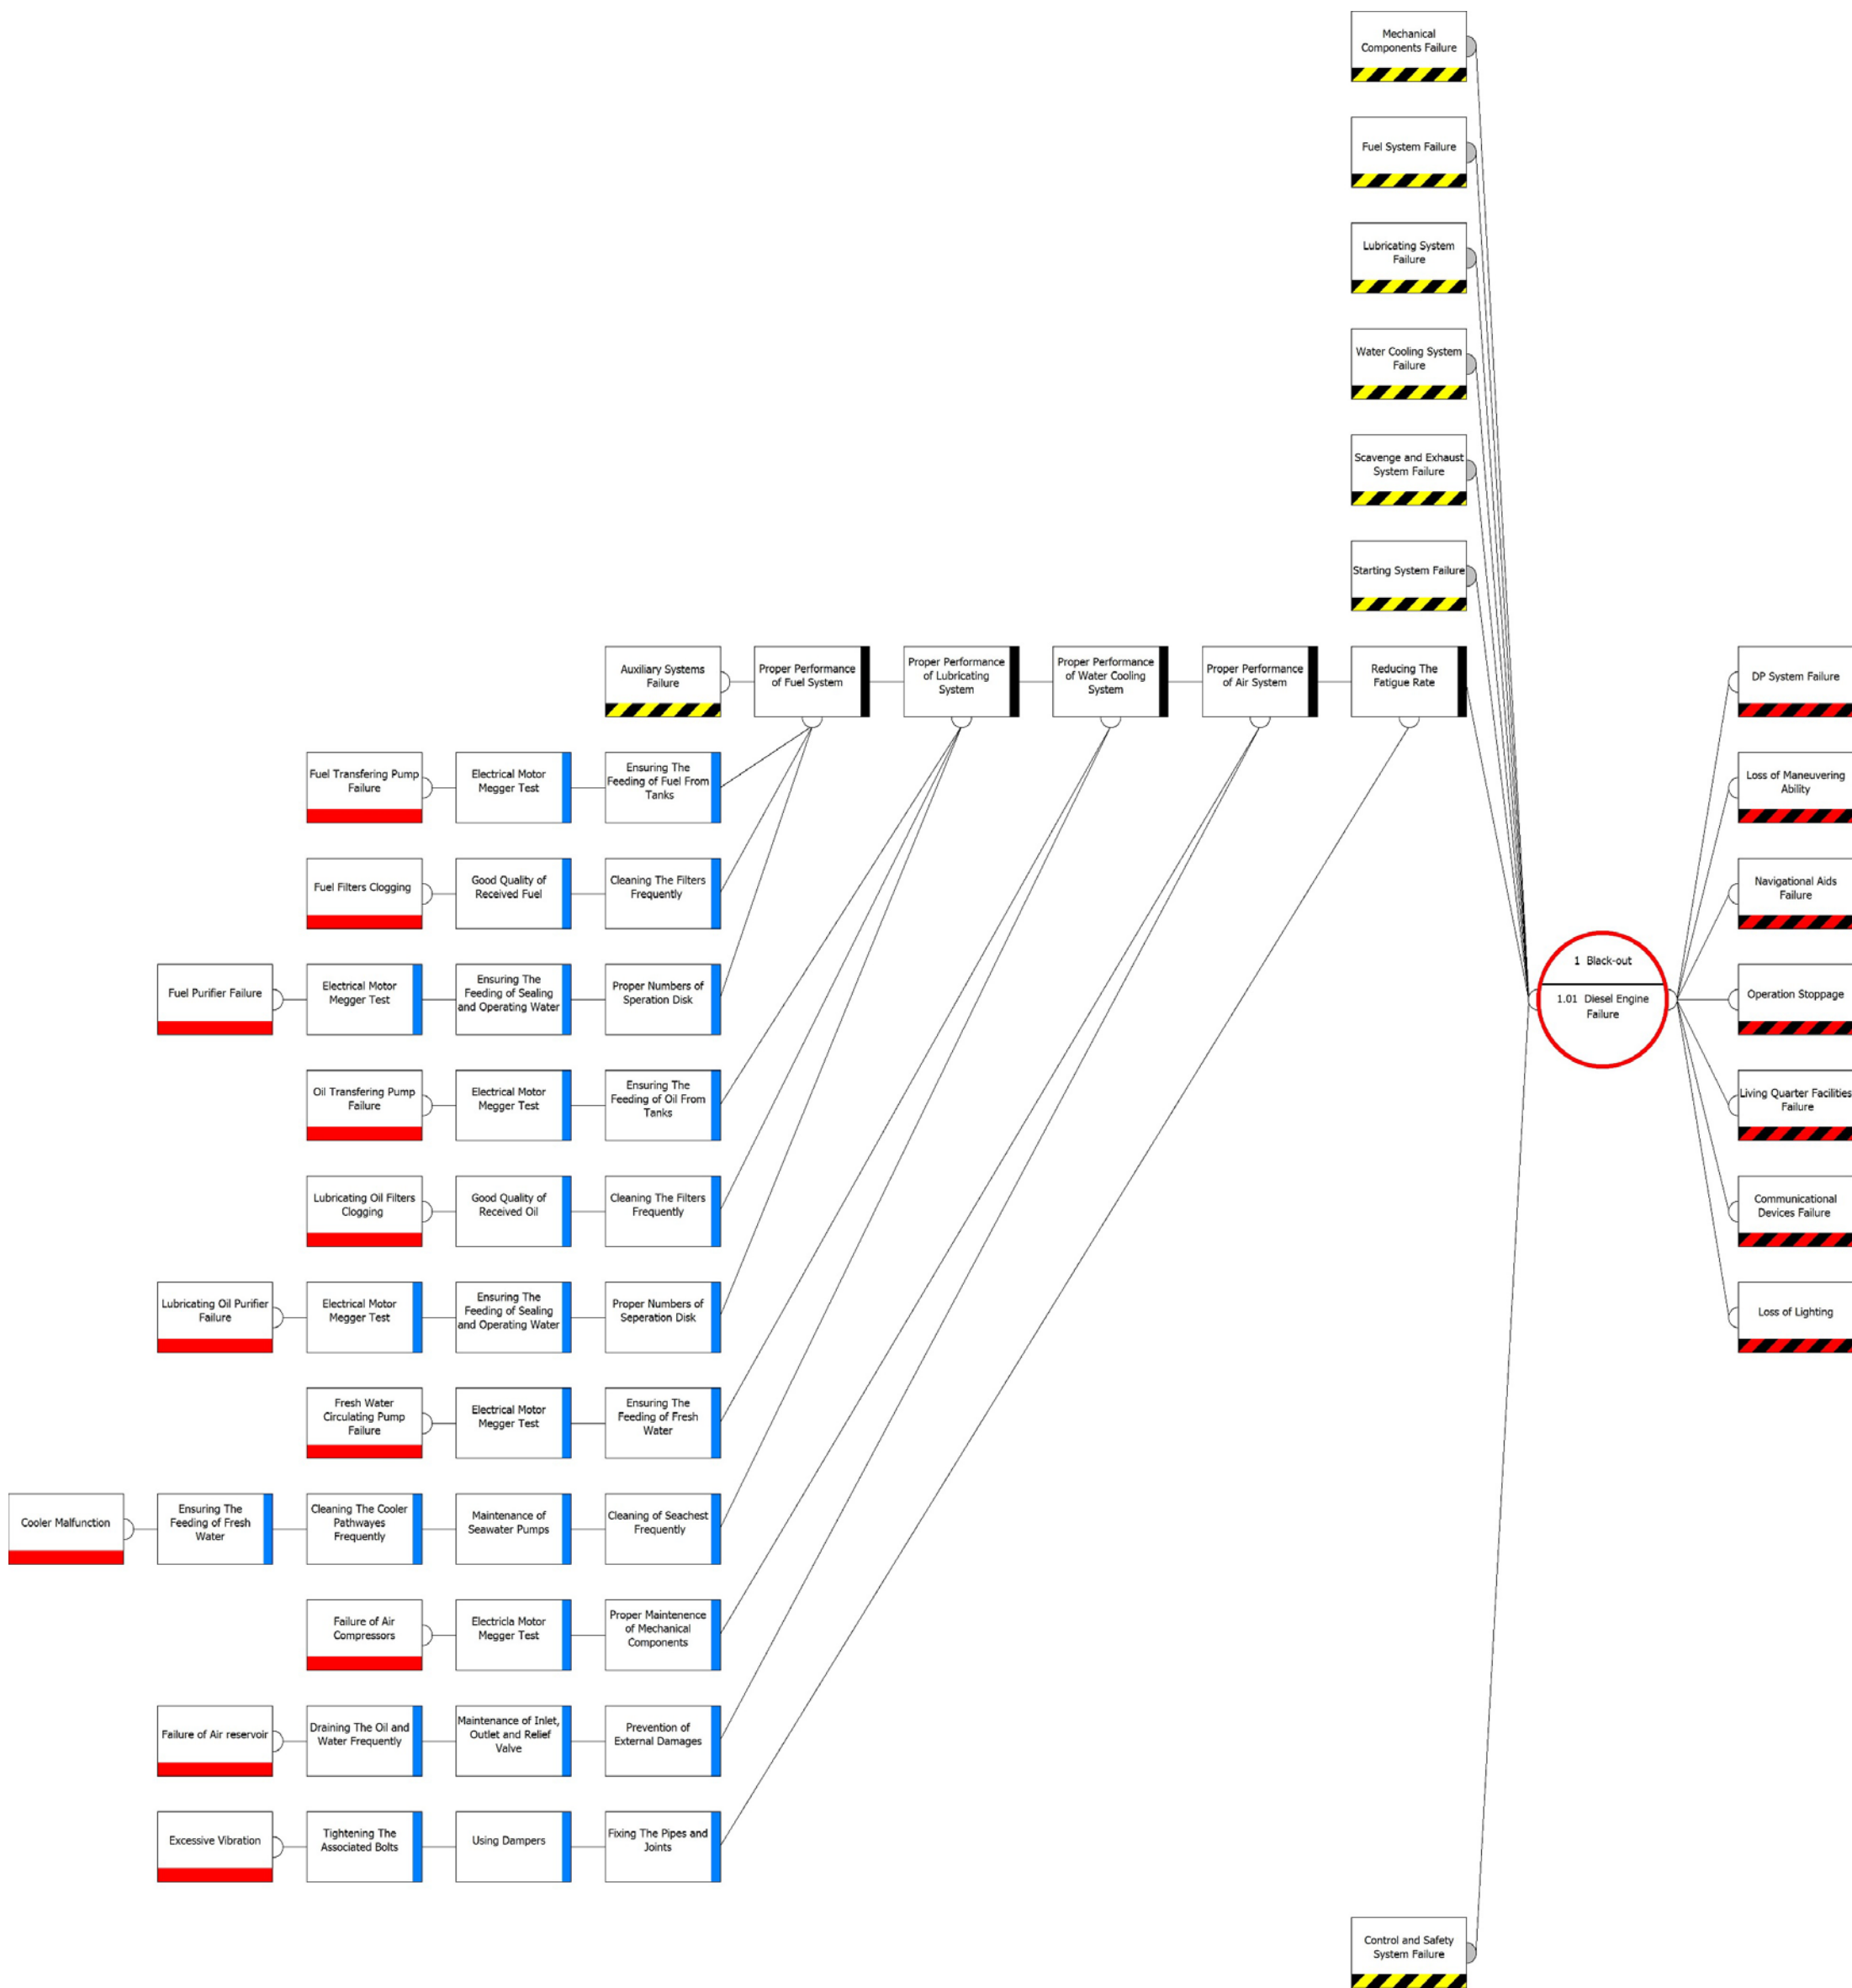 Mechanical
Components Failure
Fuel System Failure
Lubricating System
Failure
Water Cooling System
Failure
Scavenge and Exhaust
System Failure
Starting System Failure
Auxiliary Systems
Failure
Proper Performance
of Fuel System
Proper Performance
of Lubricating
System
Proper Performance
of Water Cooling
System
Proper Performance
of Air System
Reducing The
Fatigue Rate
Fuel Transfering Pump
Failure
Electrical Motor
Megger Test
Ensuring The
Feeding of Fuel From
Tanks
Fuel Filters Clogging
Good Quality of
Received Fuel
Cleaning The Filters
Frequently
Fuel Purifier Failure
Electrical Motor
Megger Test
Ensuring The
Feeding of Sealing
and Operating Water
Proper Numbers of
Speration Disk
Oil Transfering Pump
Failure
Electrical Motor
Megger Test
Ensuring The
Feeding of Oil From
Tanks
Lubricating Oil Filters
Clogging
Good Quality of
Received Oil
Cleaning The Filters
Frequently
Lubricating Oil Purifier
Failure
Electrical Motor
Megger Test
Ensuring The
Feeding of Sealing
and Operating Water
Proper Numbers of
Seperation Disk
Fresh Water
Circulating Pump
Failure
Electrical Motor
Megger Test
Ensuring The
Feeding of Fresh
Water
Cooler Malfunction
Ensuring The
Feeding of Fresh
Water
Cleaning The Cooler
Pathwayes
Frequently
Maintenance of
Seawater Pumps
Cleaning of Seachest
Frequently
Failure of Air
Compressors
Electricla Motor
Megger Test
Proper Maintenence
of Mechanical
Components
Failure of Air reservoir
Draining The Oil and
Water Frequently
Maintenance of Inlet,
Outlet and Relief
Valve
Prevention of
External Damages
Excessive Vibration
Tightening The
Associated Bolts
Using Dampers
Fixing The Pipes and
Joints
Control and Safety
System Failure
1 Black-out
1.01 Diesel Engine
Failure
DP System Failure
Loss of Maneuvering
Ability
Navigational Aids
Failure
Operation Stoppage
Living Quarter Facilities
Failure
Communicational
Devices Failure
Loss of Lighting